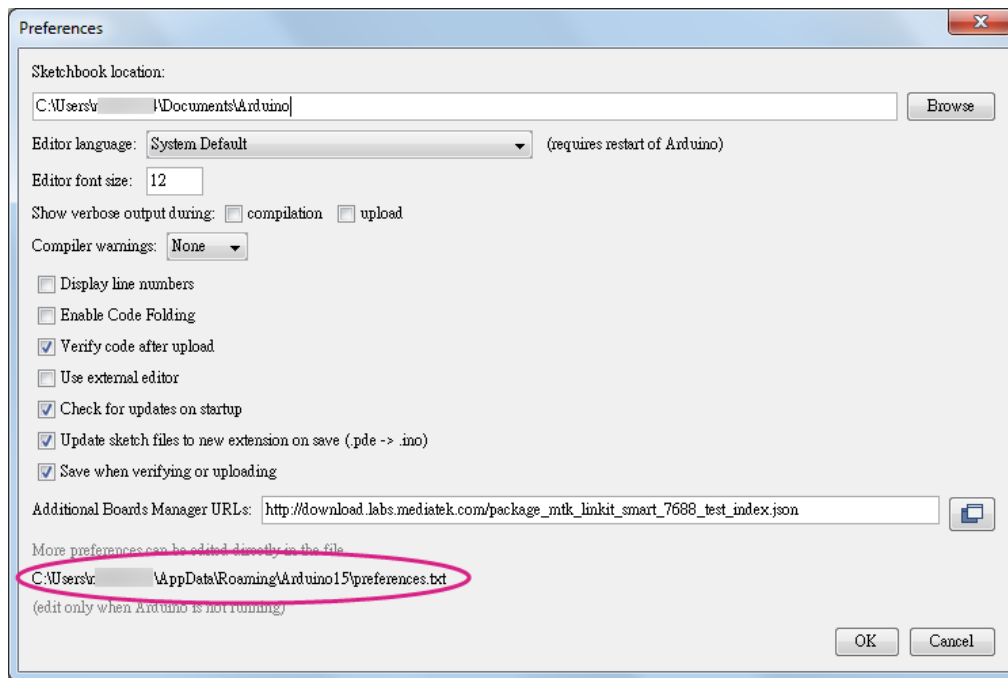 Preferences
Sketchbook location:
C:\Users\ \Documents\Arduino
Browse
Editor language: System Default (requires restart of Arduino)
Editor font size: 12
Show verbose output during: compilation upload
Compiler warnings: None
Display line numbers
Enable Code Folding
Verify code after upload
Use external editor
Check for updates on startup
Update sketch files to new extension on save (.pde -> .ino)
Save when verifying or uploading
Additional Boards Manager URLs: http://download.labs.mediatek.com/package_mtk_linkit_smart_7688_test_index.json
More preferences can be edited directly in the file
C:\Users\ \AppData\Roaming\Arduino15\preferences.txt
(edit only when Arduino is not running)
OK Cancel